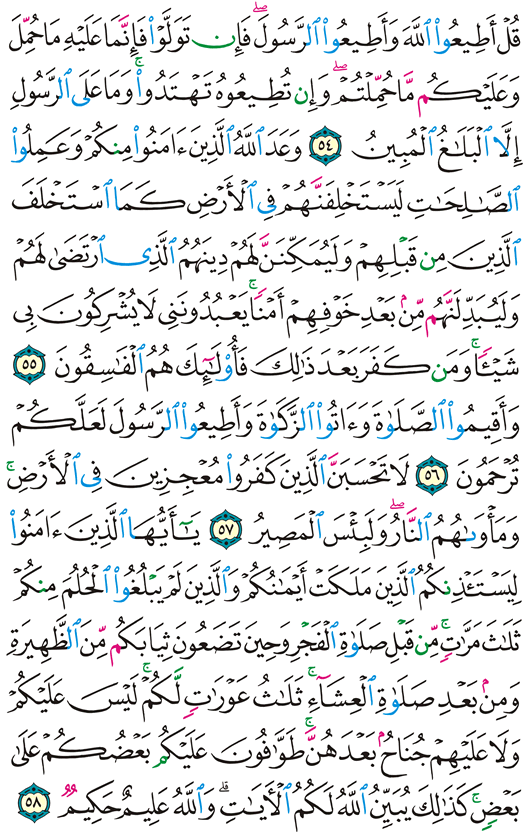 قُلْ أَطِيعُوا۟ ٱللَّهَ وَأَطِيعُوا۟ ٱلرَّسُولَ ۖ فَإِن تَوَلَّوْا۟ فَإِنَّمَا عَلَيْهِ مَا حُمِّلَ
وَعَلَيْكُم مَّا حُمِّلْتُمْ ۖ وَإِن تُطِيعُوهُ تَهْتَدُوا۟ ۚ وَمَا عَلَى ٱلرَّسُولِ
إِلَّا ٱلْبَلَـٰغُ ٱلْمُبِينُ ٥٤ وَعَدَ ٱللَّهُ ٱلَّذِينَ ءَامَنُوا۟ مِنكُمْ وَعَمِلُوا۟
ٱلصَّـٰلِحَـٰتِ لَيَسْتَخْلِفَنَّهُمْ فِى ٱلْأَرْضِ كَمَا ٱسْتَخْلَفَ
ٱلَّذِينَ مِن قَبْلِهِمْ وَلَيُمَكِّنَنَّ لَهُمْ دِينَهُمُ ٱلَّذِى ٱرْتَضَىٰ لَهُمْ
وَلَيُبَدِّلَنَّهُم مِّنۢ بَعْدِ خَوْفِهِمْ أَمْنًا ۚ يَعْبُدُونَنِى لَا يُشْرِكُونَ بِى
شَيْـًٔا ۚ وَمَن كَفَرَ بَعْدَ ذَٰلِكَ فَأُو۟لَـٰٓئِكَ هُمُ ٱلْفَـٰسِقُونَ ٥٥
وَأَقِيمُوا۟ ٱلصَّلَوٰةَ وَءَاتُوا۟ ٱلزَّكَوٰةَ وَأَطِيعُوا۟ ٱلرَّسُولَ لَعَلَّكُمْ
تُرْحَمُونَ ٥٦ لَا تَحْسَبَنَّ ٱلَّذِينَ كَفَرُوا۟ مُعْجِزِينَ فِى ٱلْأَرْضِ ۚ
وَمَأْوَىٰهُمُ ٱلنَّارُ ۖ وَلَبِئْسَ ٱلْمَصِيرُ ٥٧ يَـٰٓأَيُّهَا ٱلَّذِينَ ءَامَنُوا۟
لِيَسْتَـْٔذِنكُمُ ٱلَّذِينَ مَلَكَتْ أَيْمَـٰنُكُمْ وَٱلَّذِينَ لَمْ يَبْلُغُوا۟ ٱلْحُلُمَ مِنكُمْ
ثَلَـٰثَ مَرَّٰتٍ ۚ مِّن قَبْلِ صَلَوٰةِ ٱلْفَجْرِ وَحِينَ تَضَعُونَ ثِيَابَكُم مِّنَ ٱلظَّهِيرَةِ
وَمِنۢ بَعْدِ صَلَوٰةِ ٱلْعِشَآءِ ۚ ثَلَـٰثُ عَوْرَٰتٍ لَّكُمْ ۚ لَيْسَ عَلَيْكُمْ
وَلَا عَلَيْهِمْ جُنَاحٌۢ بَعْدَهُنَّ ۚ طَوَّٰفُونَ عَلَيْكُم بَعْضُكُمْ عَلَىٰ
بَعْضٍ ۚ كَذَٰلِكَ يُبَيِّنُ ٱللَّهُ لَكُمُ ٱلْـَٔايَـٰتِ ۗ وَٱللَّهُ عَلِيمٌ حَكِيمٌ ٥٨